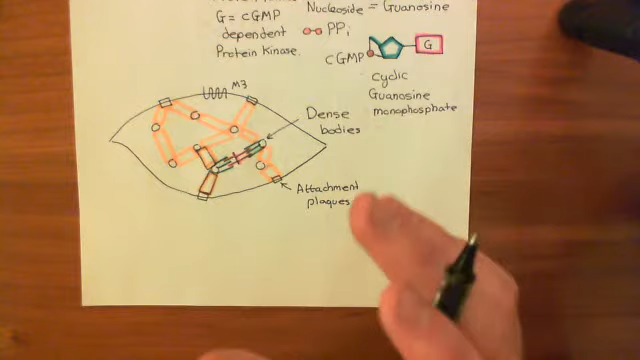 G = cGMP
dependent
Protein Kinase.
Nucleoside = Guanosine
PPi
cGMP
G
cyclic
Guanosine
monophosphate
M3
Dense
bodies
Attachment
plaques